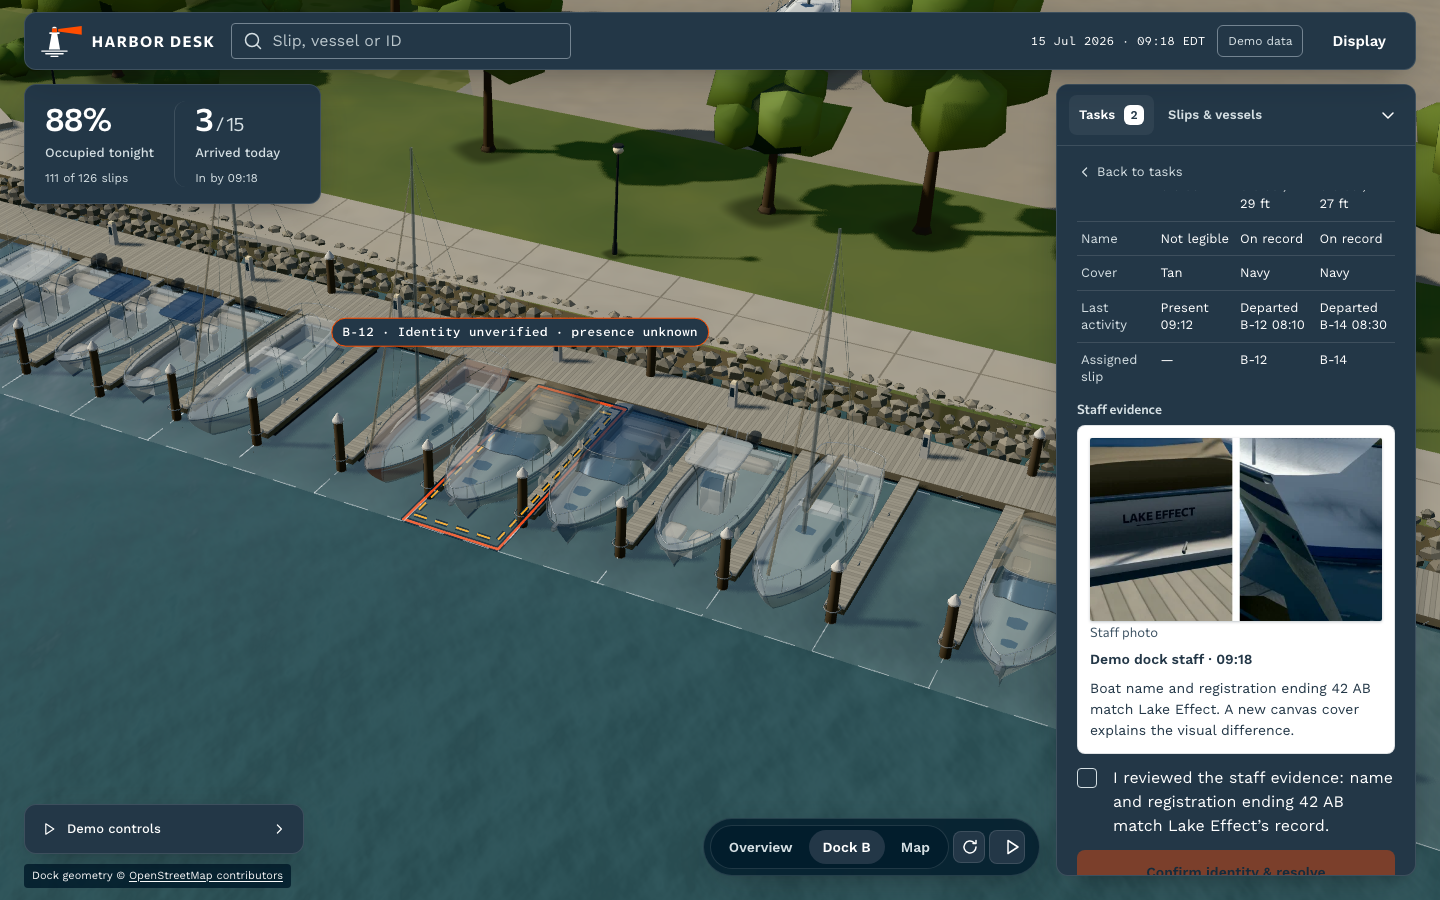 HARBOR DESK
Slip, vessel or ID
15 Jul 2026 · 09:18 EDT
Demo data
Display
88%
Occupied tonight
111 of 126 slips
3/15
Arrived today
In by 09:18
B-12 · Identity unverified · presence unknown
Tasks 2
Slips & vessels
Back to tasks
29 ft 27 ft
Name Not legible On record On record
Cover Tan Navy Navy
Last Present Departed Departed
activity 09:12 B-12 08:10 B-14 08:30
Assigned — B-12 B-14
slip
Staff evidence
LAKE EFFECT
Staff photo
Demo dock staff · 09:18
Boat name and registration ending 42 AB
match Lake Effect. A new canvas cover
explains the visual difference.
I reviewed the staff evidence: name
and registration ending 42 AB
match Lake Effect’s record.
Confirm identity & resolve
Demo controls
Dock geometry © OpenStreetMap contributors
Overview
Dock B
Map